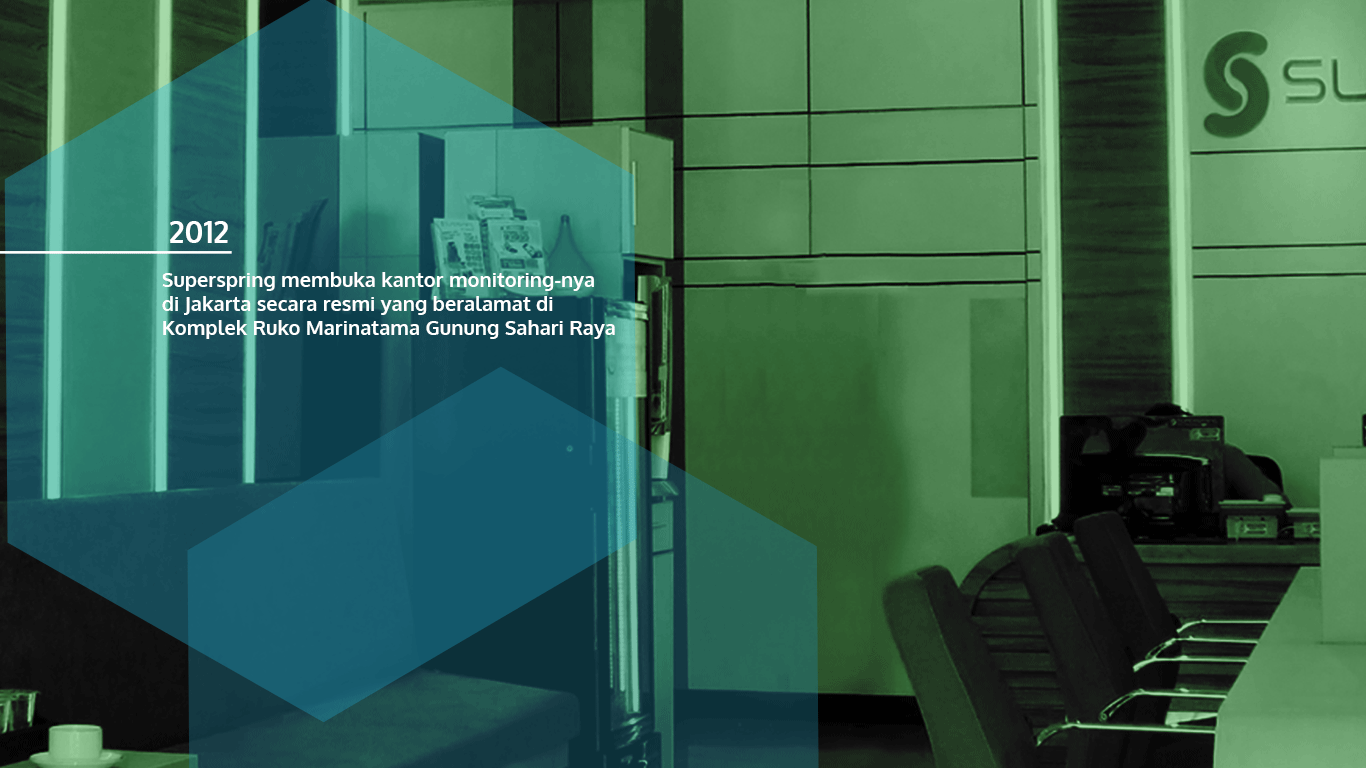 SU
2012
Superspring membuka kantor monitoring-nya
di Jakarta secara resmi yang beralamat di
Komplek Ruko Marinatama Gunung Sahari Raya